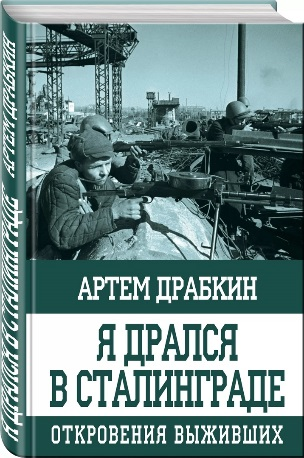 АРТЕМ ДРАБКИН
Я ДРАЛСЯ
В СТАЛИНГРАДЕ
ОТКРОВЕНИЯ ВЫЖИВШИХ
АРТЕМ ДРАБКИН
Я ДРАЛСЯ В СТАЛИНГРАДЕ